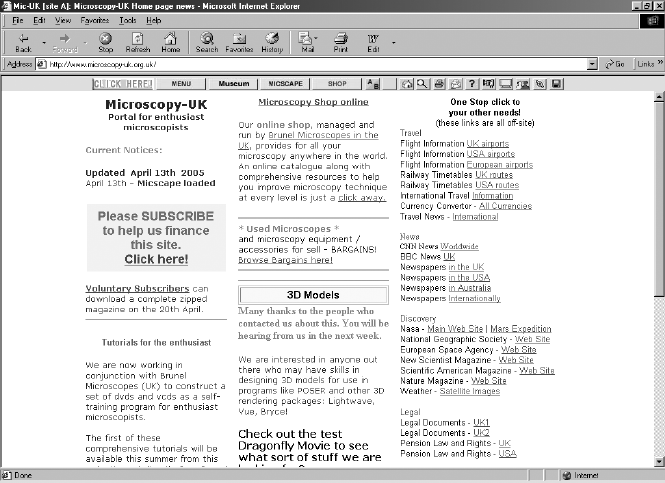 Mic-UK [site A]: Microscopy-UK Home page news - Microsoft Internet Explorer
File Edit View Favorites Tools Help
Back Forward Stop Refresh Home Search Favorites History Mail Print Edit
Address http://www.microscopy-uk.org.uk/ Go Links »
CLICK HERE! MENU Museum MICSCAPE SHOP
Microscopy-UK
Portal for enthusiast
microscopists
Current Notices:
Updated April 13th 2005
April 13th - Micscape loaded
Please SUBSCRIBE
to help us finance
this site.
Click here!
Voluntary Subscribers can
download a complete zipped
magazine on the 20th April.
Tutorials for the enthusiast
We are now working in
conjunction with Brunel
Microscopes (UK) to construct a
set of dvds and vcds as a self-
training program for enthusiast
microscopists.
The first of these
comprehensive tutorials will be
available this summer from this
Microscopy Shop online
Our online shop, managed and
run by Brunel Microscopes in the
UK, provides for all your
microscopy anywhere in the world.
An online catalogue along with
comprehensive resources to help
you improve microscopy technique
at every level is just a click away.
* Used Microscopes *
and microscopy equipment /
accessories for sell - BARGAINS!
Browse Bargains here!
3D Models
Many thanks to the people who
contacted us about this. You will be
hearing from us in the next week.
We are interested in anyone out
there who may have skills in
designing 3D models for use in
programs like POSER and other 3D
rendering packages: Lightwave,
Vue, Bryce!
Check out the test
Dragonfly Movie to see
what sort of stuff we are
One Stop click to
your other needs!
(these links are all off-site)
Travel
Flight Information UK airports
Flight Information USA airports
Flight Information European airports
Railway Timetables UK routes
Railway Timetables USA routes
International Travel Information
Currency Convertor - All Currencies
Travel News - International
News
CNN News Worldwide
BBC News UK
Newspapers in the UK
Newspapers in the USA
Newspapers in Australia
Newspapers Internationally
Discovery
Nasa - Main Web Site | Mars Expedition
National Geographic Society - Web Site
European Space Agency - Web Site
New Scientist Magazine - Web Site
Scientific American Magazine - Web Site
Nature Magazine - Web Site
Weather - Satellite Images
Legal
Legal Documents - UK1
Legal Documents - UK2
Pension Law and Rights - UK
Pension Law and Rights - USA
Done Internet